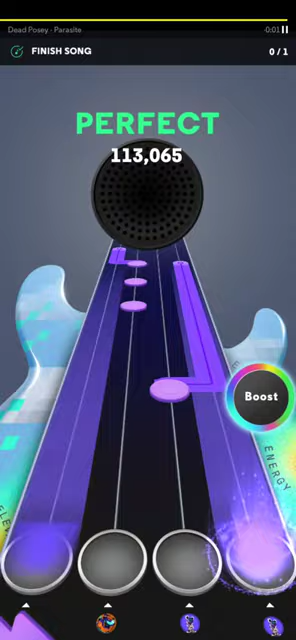 Dead Posey · Parasite
-0:01
FINISH SONG
0 / 1
PERFECT
113,065
Boost
ENERGY